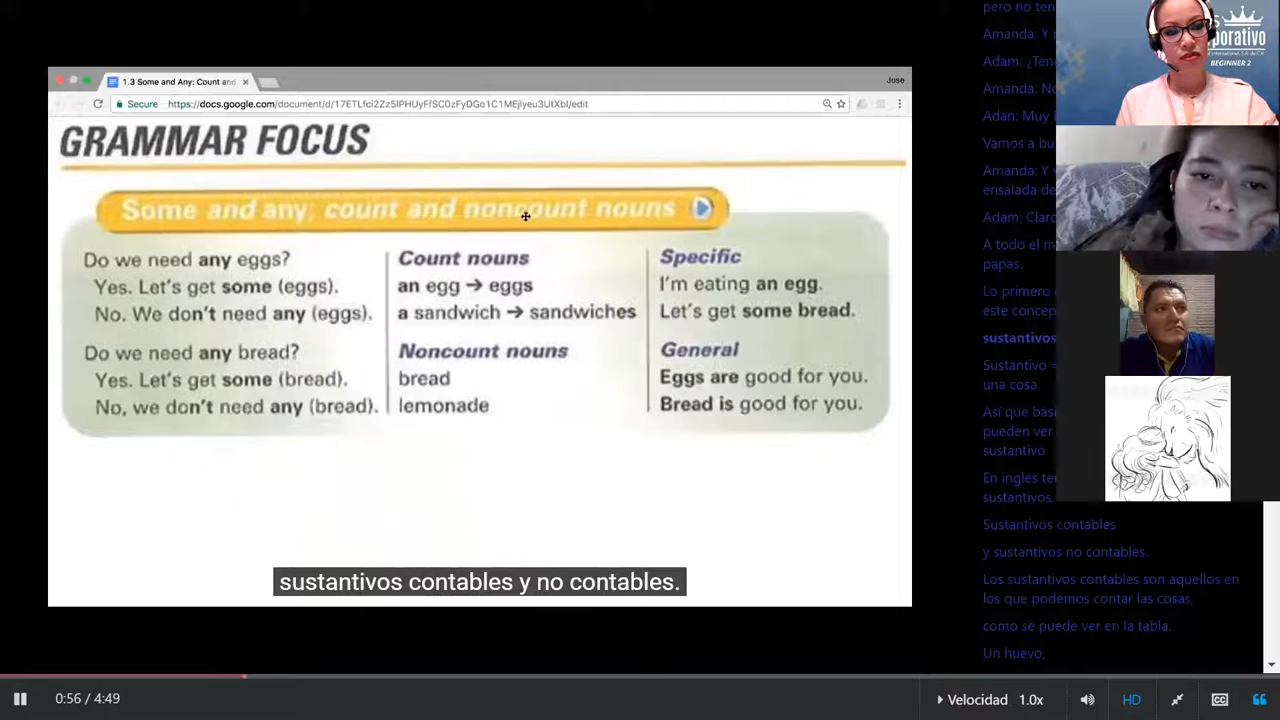 1.3 Some and Any: Count and
Jose
Secure
https://docs.google.com/document/d/17ETLfci2Zz5IPHUyFfSC0zFyDGo1C1MEjlyeu3UtXbI/edit
GRAMMAR FOCUS
Some and any; count and noncount nouns
Do we need any eggs?
Yes. Let's get some (eggs).
No. We don't need any (eggs).
Do we need any bread?
Yes. Let's get some (bread).
No, we don't need any (bread).
Count nouns
an egg → eggs
a sandwich → sandwiches
Noncount nouns
bread
lemonade
Specific
I'm eating an egg.
Let's get some bread.
General
Eggs are good for you.
Bread is good for you.
sustantivos contables y no contables.
pero no ten
Amanda: Y
Adam: ¿Ten
Amanda: No
Adan: Muy b
Vamos a bu
Amanda: Y
ensalada de
Adam: Claro
A todo el m
papas.
Lo primero
este concep
sustantivos
Sustantivo =
una cosa.
Así que bás
pueden ver
sustantivo
En inglés te
sustantivos,
Sustantivos contables
y sustantivos no contables.
Los sustantivos contables son aquellos en
los que podemos contar las cosas,
como se puede ver en la tabla.
Un huevo,
porativo
BEGINNER 2
0:56 / 4:49
Velocidad 1.0x
HD
CC